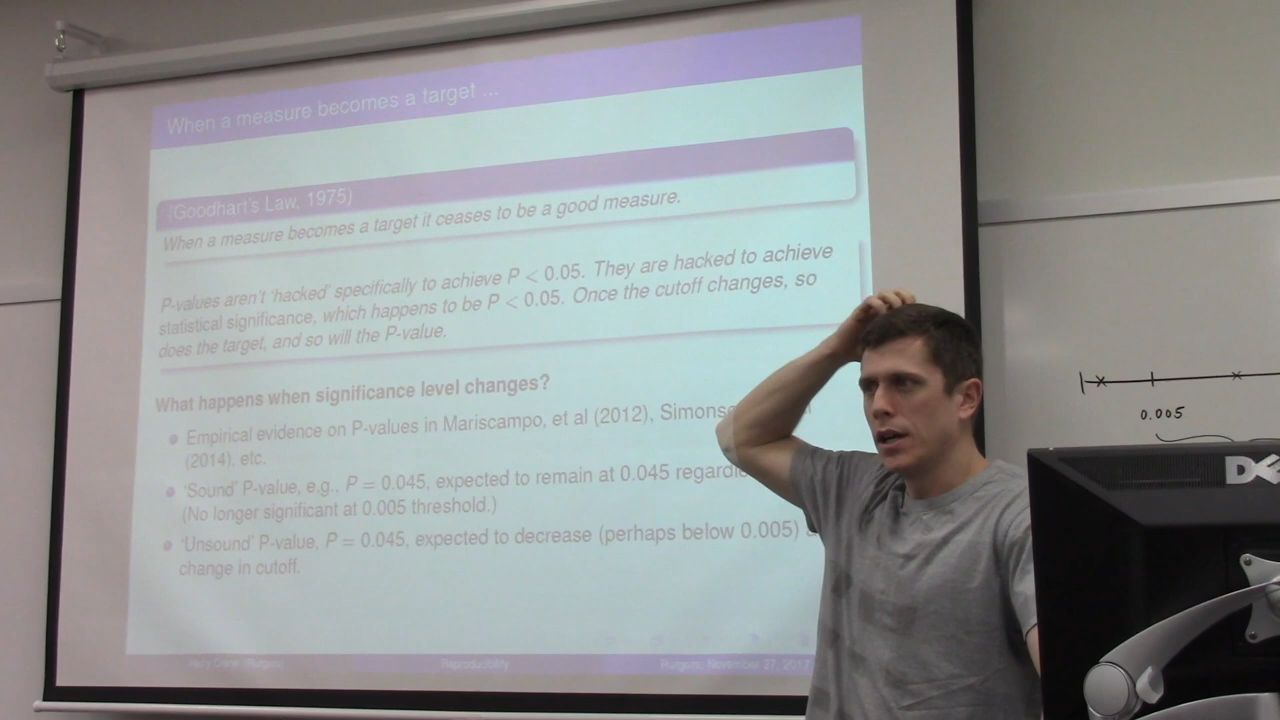 When a measure becomes a target ...
(Goodhart's Law, 1975)
When a measure becomes a target it ceases to be a good measure.
P-values aren't 'hacked' specifically to achieve P < 0.05. They are hacked to achieve
statistical significance, which happens to be P < 0.05. Once the cutoff changes, so
does the target, and so will the P-value.
What happens when significance level changes?
Empirical evidence on P-values in Mariscampo, et al (2012),
(2014), etc.
'Sound' P-value, e.g., P = 0.045, expected to remain at 0.045
(No longer significant at 0.005 threshold.)
'Unsound' P-value, P = 0.045, expected to decrease (perhaps below 0.005)
change in cutoff.
(Rutgers)
Reproducibility
Rutgers, November 27,
0.005